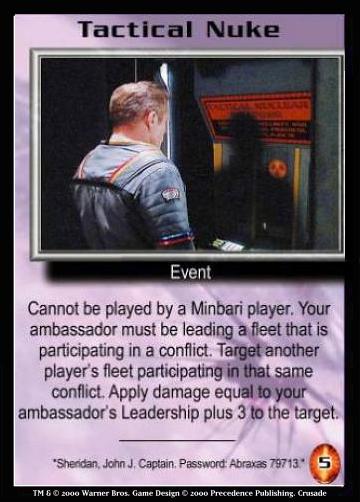 Tactical Nuke
TACTICAL NUCLEAR
Event
Cannot be played by a Minbari player. Your
ambassador must be leading a fleet that is
participating in a conflict. Target another
player's fleet participating in that same
conflict. Apply damage equal to your
ambassador's Leadership plus 3 to the target.
"Sheridan, John J. Captain. Password: Abraxas 79713."
5
TM & © 2000 Warner Bros. Game Design © 2000 Precedence Publishing. Crusade